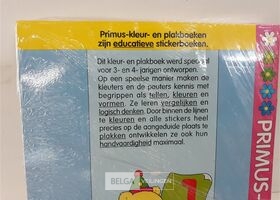 Primus-kleur- en plakboeken
zijn educatieve stickerboeken.
Dit kleur- en plakboek werd speciaal
voor 3- en 4- jarigen ontworpen.
Op een speelse manier maken de
kleuters en de peuters kennis met
begrippen als tellen, kleuren en
vormen. Ze leren vergelijken en
logisch denken. Door binnen de lijnen
te kleuren en alle stickers heel
precies op de aangeduide plaats te
plakken ontwikkelen ze ook hun
handvaardigheid maximaal.
PRIMUS-
BELGA
1